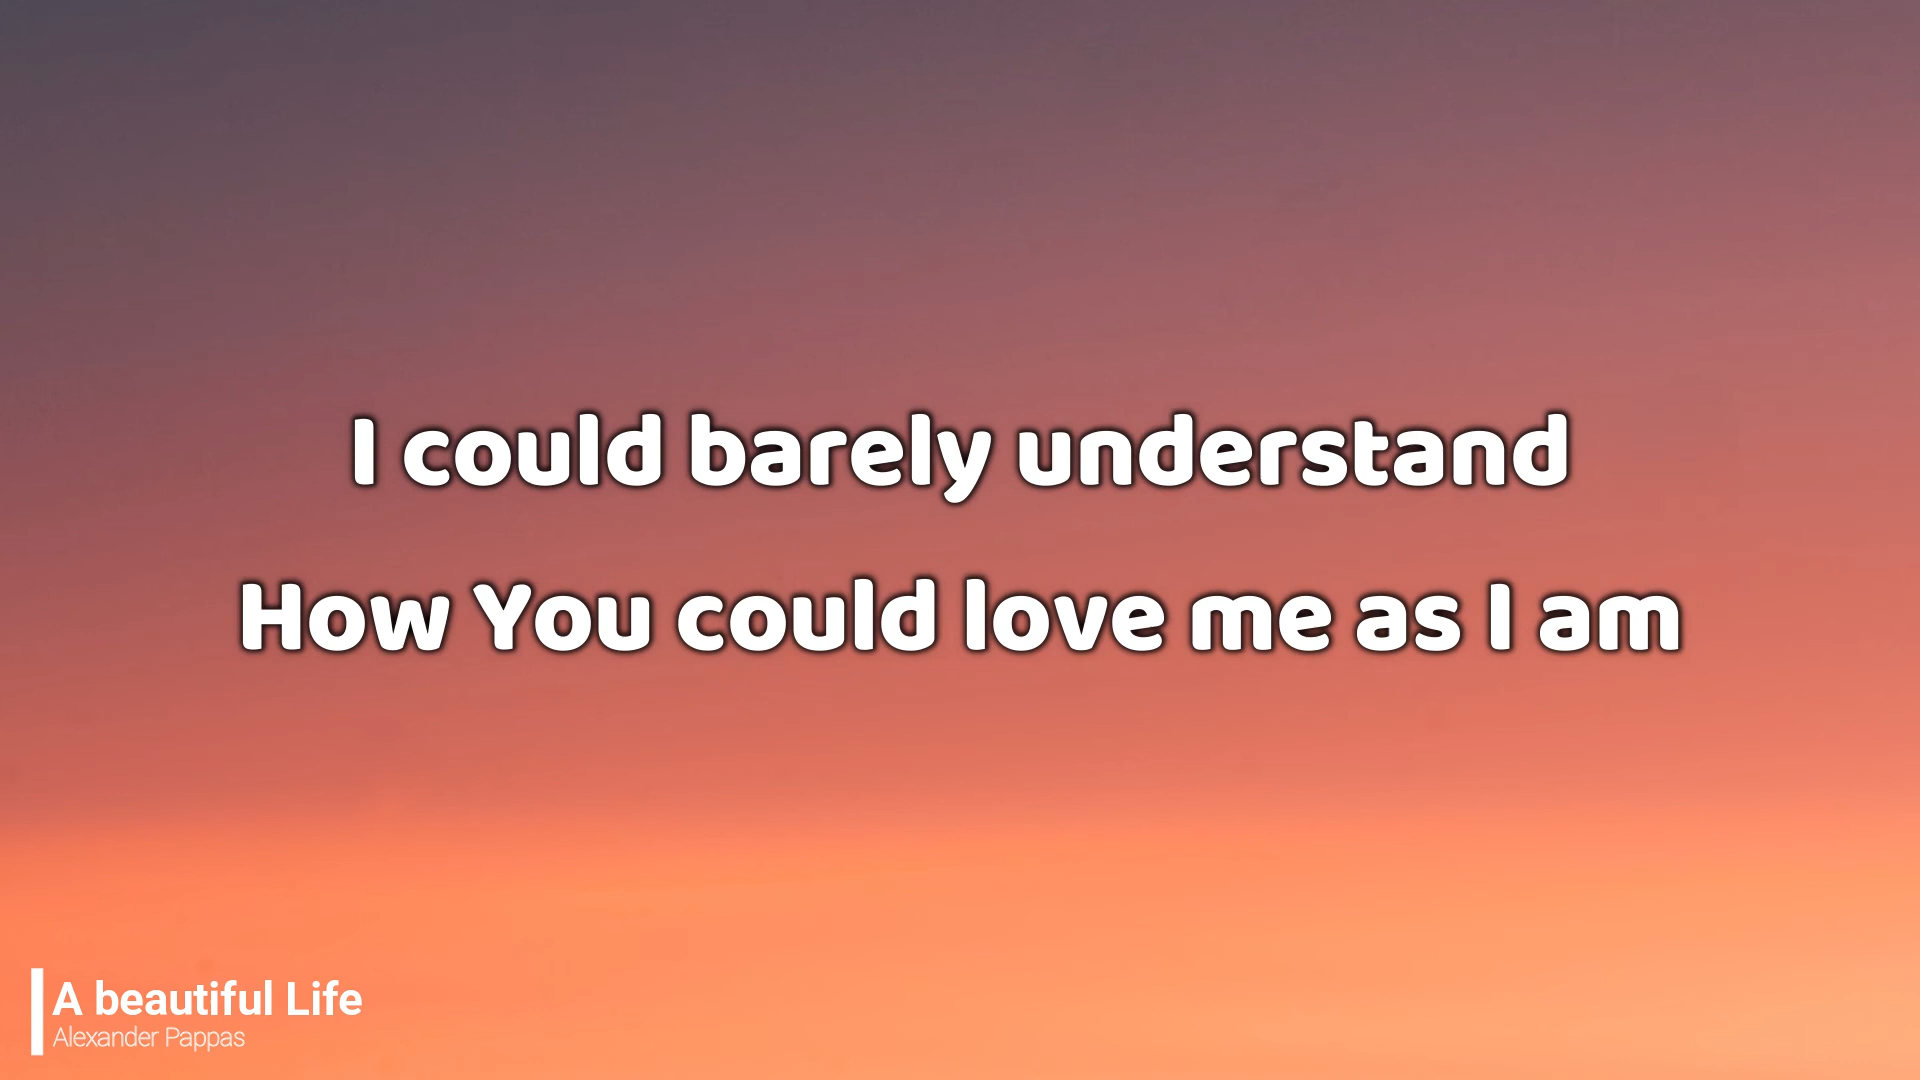 I could barely understand
How You could love me as I am
A beautiful Life
Alexander Pappas